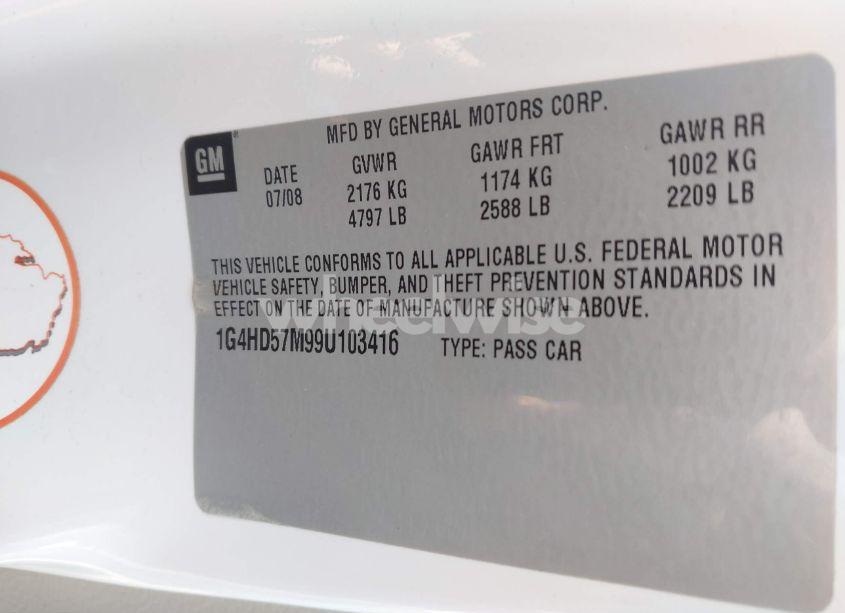 MFD BY GENERAL MOTORS CORP.
GM
DATE GVWR GAWR FRT GAWR RR
07/08 2176 KG 1174 KG 1002 KG
4797 LB 2588 LB 2209 LB
THIS VEHICLE CONFORMS TO ALL APPLICABLE U.S. FEDERAL MOTOR
VEHICLE SAFETY, BUMPER, AND THEFT PREVENTION STANDARDS IN
EFFECT ON THE DATE OF MANUFACTURE SHOWN ABOVE.
wheelwise
1G4HD57M99U103416 TYPE: PASS CAR